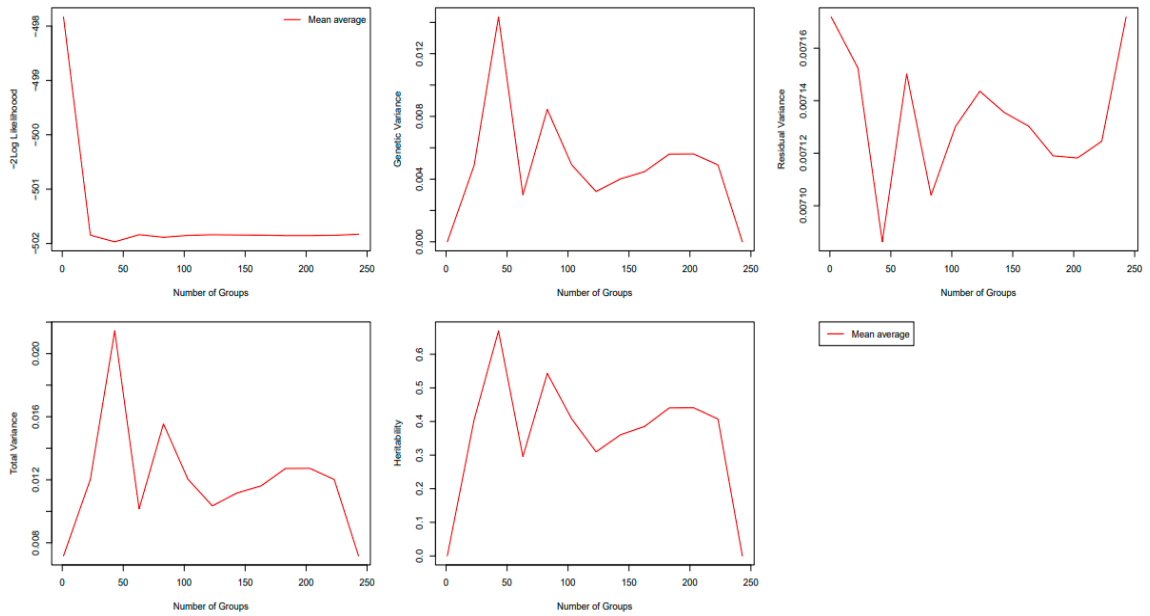 -2Log Likelihoood
-498
-499
-500
-501
-502
Mean average
0 50 100 150 200 250
Number of Groups
Genetic Variance
0.012
0.008
0.004
0.000
0 50 100 150 200 250
Number of Groups
Residual Variance
0.00716
0.00714
0.00712
0.00710
0 50 100 150 200 250
Number of Groups
Total Variance
0.020
0.016
0.012
0.008
0 50 100 150 200 250
Number of Groups
Heritability
0.6
0.5
0.4
0.3
0.2
0.1
0.0
0 50 100 150 200 250
Number of Groups
Mean average